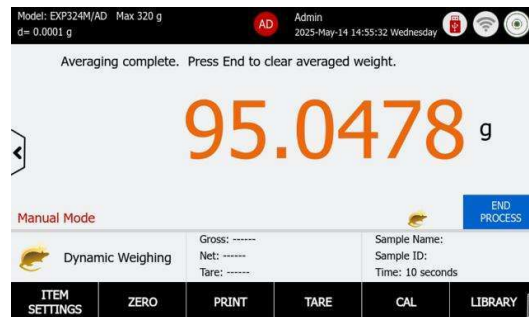 Model: EXP324M/AD Max 320 g
d= 0.0001 g
AD
Admin
2025-May-14 14:55:32 Wednesday
Averaging complete. Press End to clear averaged weight.
95.0478 g
Manual Mode
END
PROCESS
Dynamic Weighing
Gross: ------
Net: ------
Tare: ------
Sample Name:
Sample ID:
Time: 10 seconds
ITEM
SETTINGS
ZERO
PRINT
TARE
CAL
LIBRARY